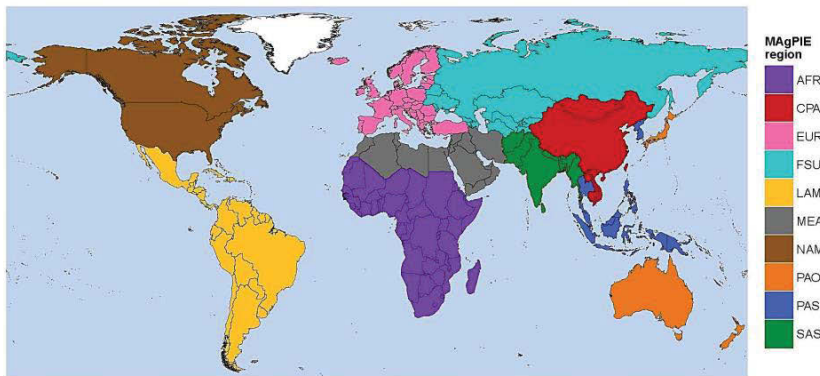 MAgPIE
region
AFR
CPA
EUR
FSU
LAM
MEA
NAM
PAO
PAS
SAS